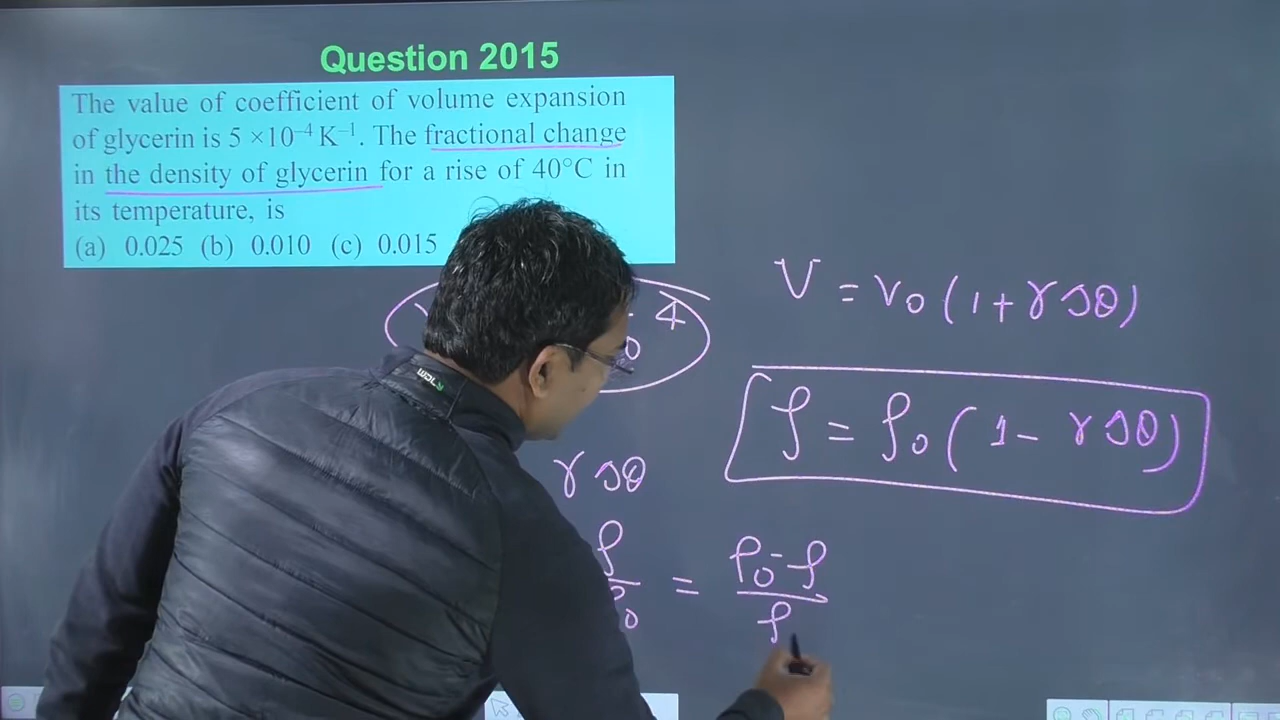 Question 2015
The value of coefficient of volume expansion
of glycerin is 5 ×10⁻⁴ K⁻¹. The fractional change
in the density of glycerin for a rise of 40°C in
its temperature, is
(a) 0.025 (b) 0.010 (c) 0.015
V = V₀ (1 + γΔθ)
ρ = ρ₀ (1 - γΔθ)
γΔθ
= ρ₀ - ρ / ρ